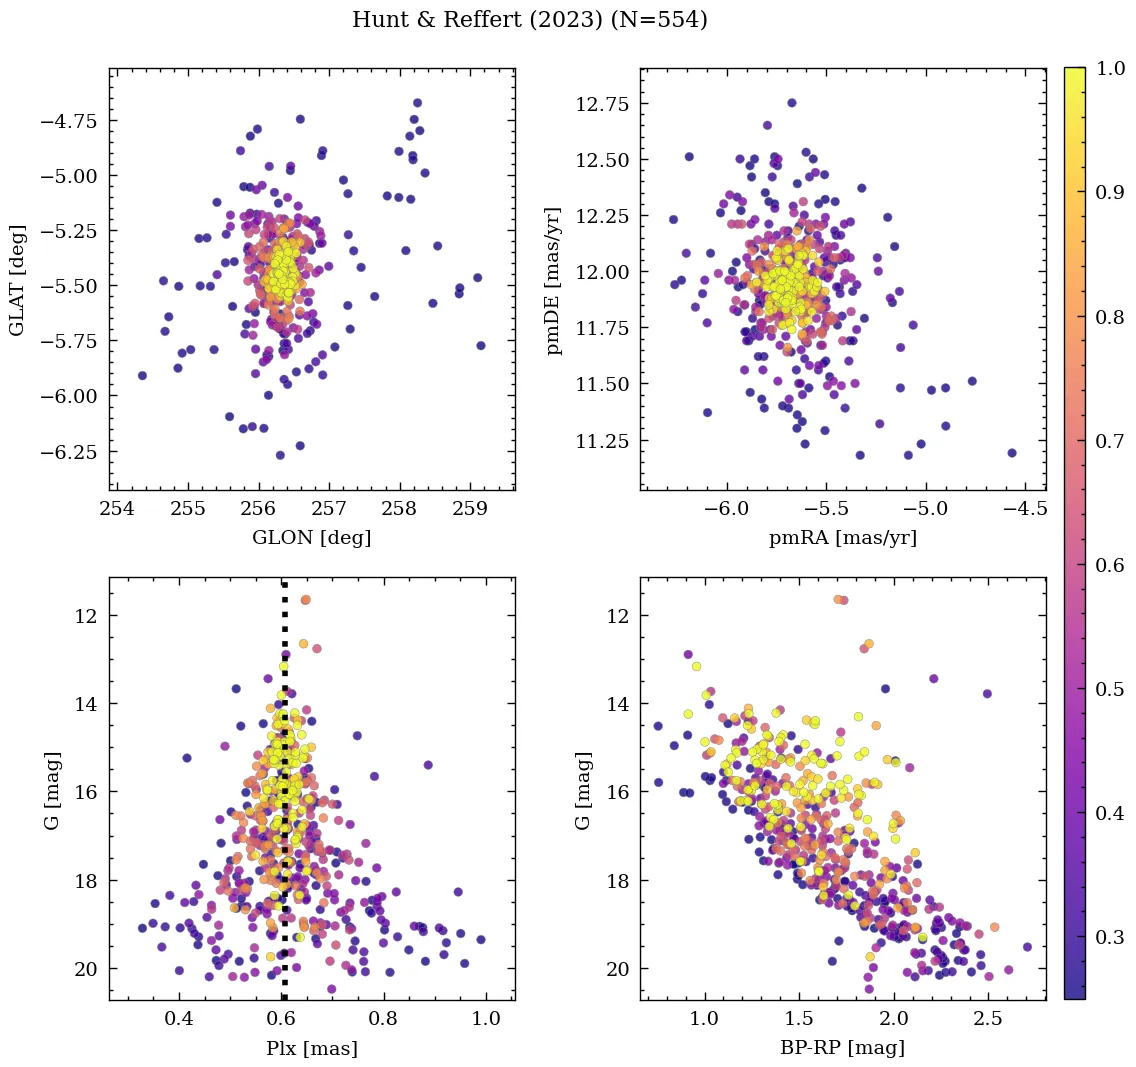 Hunt & Reffert (2023) (N=554)
−4.75
−5.00
−5.25
−5.50
−5.75
−6.00
−6.25
GLAT [deg]
254 255 256 257 258 259
GLON [deg]
12.75
12.50
12.25
12.00
11.75
11.50
11.25
pmDE [mas/yr]
−6.0 −5.5 −5.0 −4.5
pmRA [mas/yr]
12
14
16
18
20
G [mag]
0.4 0.6 0.8 1.0
Plx [mas]
12
14
16
18
20
G [mag]
1.0 1.5 2.0 2.5
BP-RP [mag]
1.0
0.9
0.8
0.7
0.6
0.5
0.4
0.3